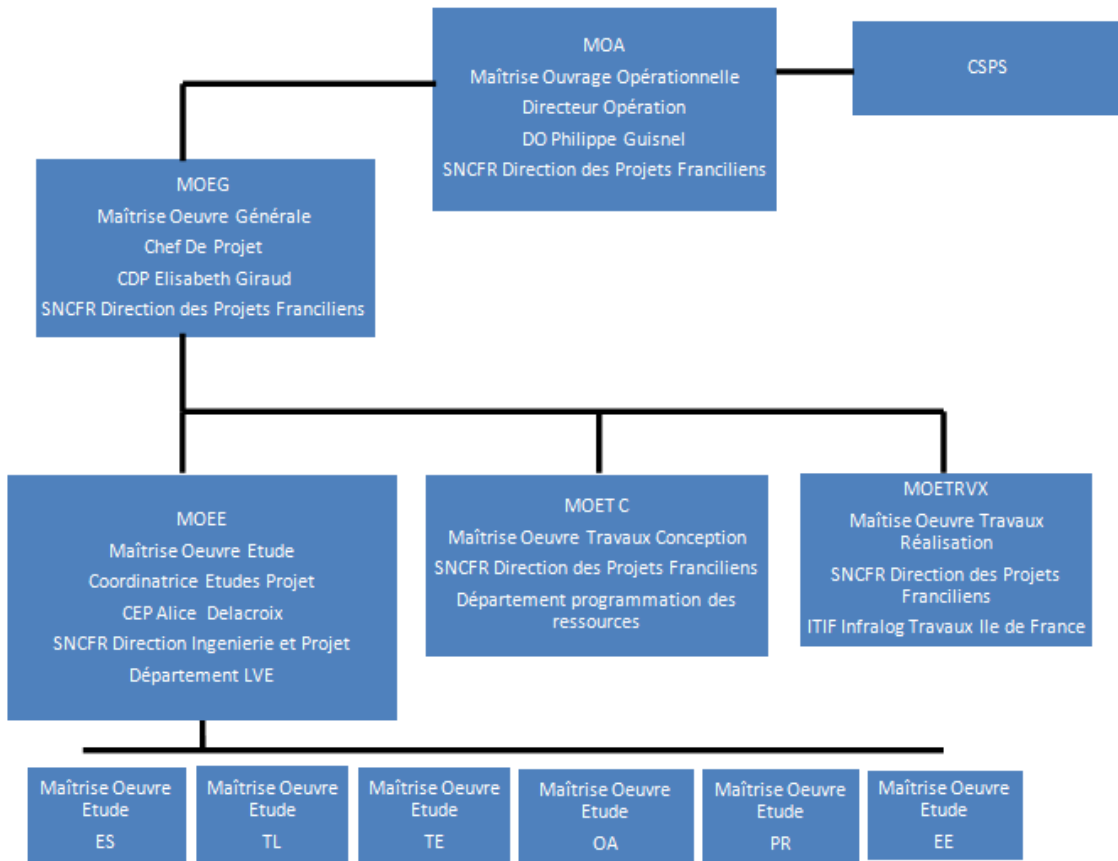 MOA
Maîtrise Ouvrage Opérationnelle
Directeur Opération
DO Philippe Guisnel
SNCFR Direction des Projets Franciliens
CSPS
MOEG
Maîtrise Oeuvre Générale
Chef De Projet
CDP Elisabeth Giraud
SNCFR Direction des Projets Franciliens
MOEE
Maîtrise Oeuvre Etude
Coordinatrice Etudes Projet
CEP Alice Delacroix
SNCFR Direction Ingenierie et Projet
Département LVE
MOET C
Maîtrise Oeuvre Travaux Conception
SNCFR Direction des Projets Franciliens
Département programmation des
ressources
MOETRVX
Maîtise Oeuvre Travaux
Réalisation
SNCFR Direction des Projets
Franciliens
ITIF Infralog Travaux Ile de France
Maîtrise Oeuvre
Etude
ES
Maîtrise Oeuvre
Etude
TL
Maîtrise Oeuvre
Etude
TE
Maîtrise Oeuvre
Etude
OA
Maîtrise Oeuvre
Etude
PR
Maîtrise Oeuvre
Etude
EE